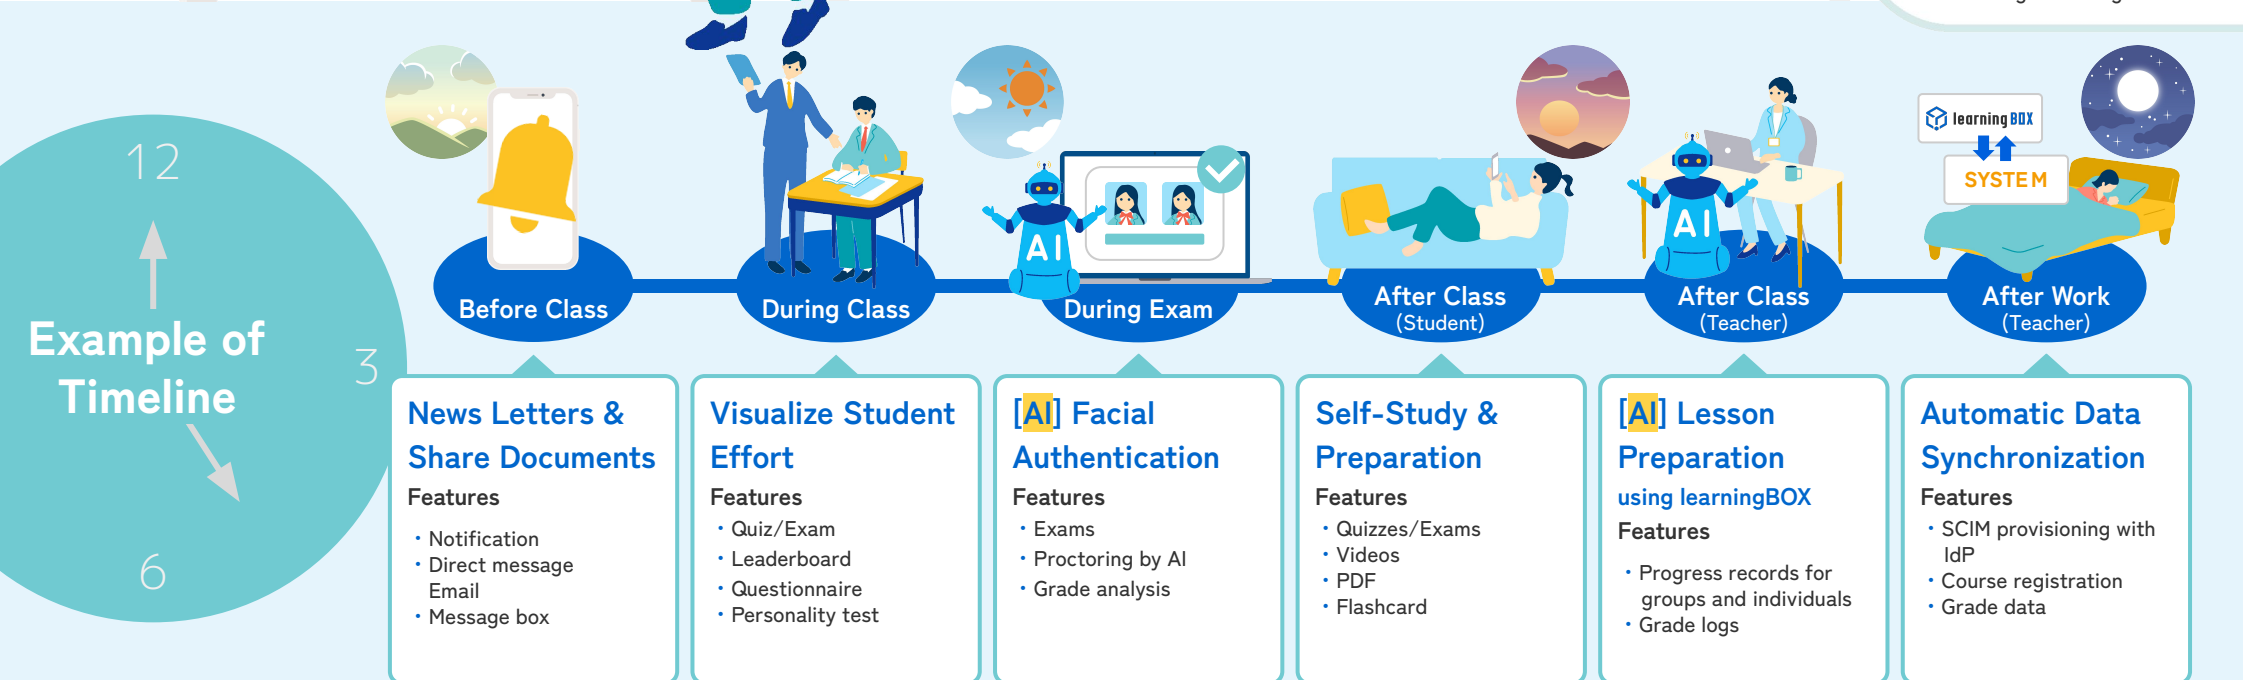 12
3
6
Example of
Timeline
AI
AI
learningBOX
SYSTEM
Before Class
During Class
During Exam
After Class
(Student)
After Class
(Teacher)
After Work
(Teacher)
News Letters &
Share Documents
Features
・Notification
・Direct message
Email
・Message box
Visualize Student
Effort
Features
・Quiz/Exam
・Leaderboard
・Questionnaire
・Personality test
[AI] Facial
Authentication
Features
・Exams
・Proctoring by AI
・Grade analysis
Self-Study &
Preparation
Features
・Quizzes/Exams
・Videos
・PDF
・Flashcard
[AI] Lesson
Preparation
using learningBOX
Features
・Progress records for
groups and individuals
・Grade logs
Automatic Data
Synchronization
Features
・SCIM provisioning with
IdP
・Course registration
・Grade data